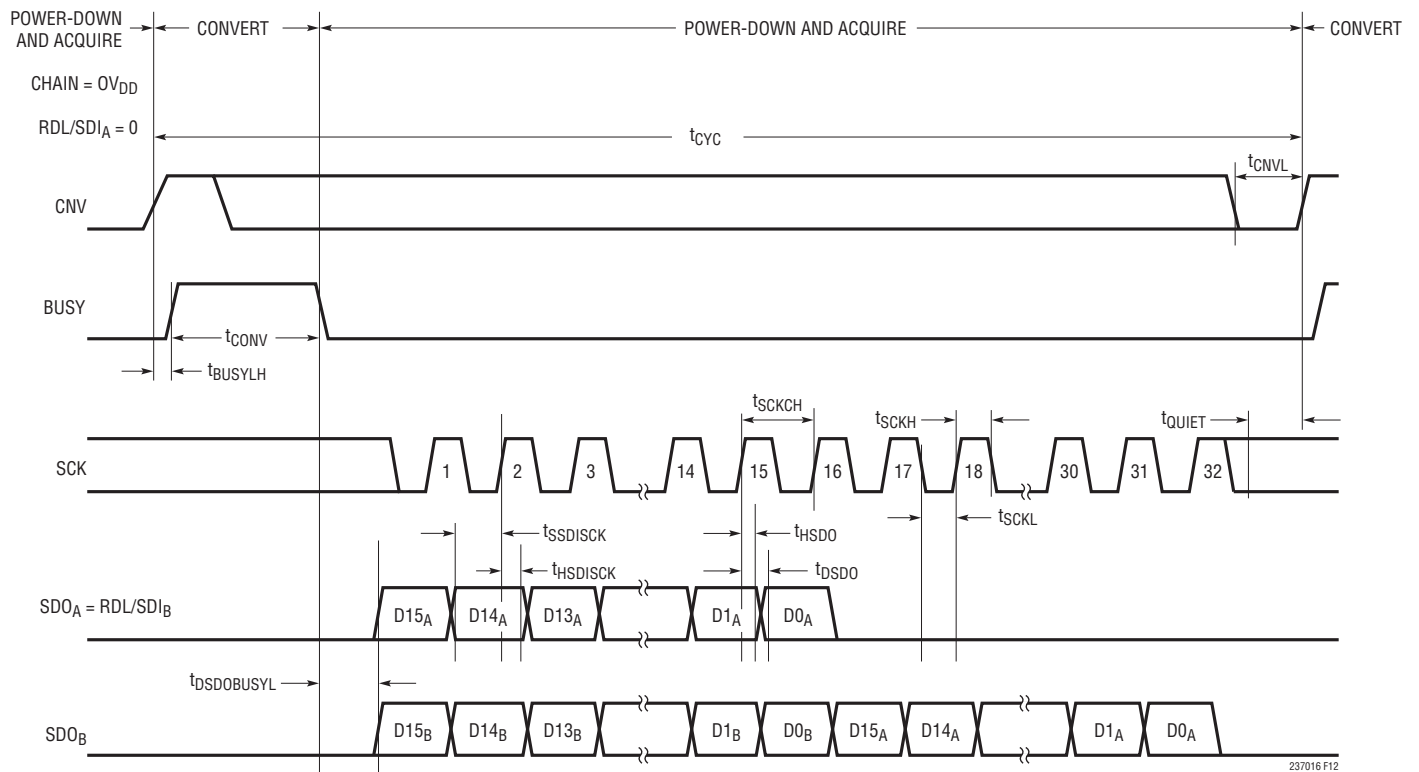 POWER-DOWN AND ACQUIRE
CONVERT
POWER-DOWN AND ACQUIRE
CONVERT
CHAIN = OVDD
RDL/SDIA = 0
tCYC
tCNVL
CNV
BUSY
tCONV
tBUSYLH
tSCKCH
tSCKH
tQUIET
SCK
1 2 3 14 15 16 17 18 30 31 32
tSSDISCK
tHSDO
tSCKL
tHSDISCK
tDSDO
SDOA = RDL/SDIB
D15A D14A D13A D1A D0A
tDSDOBUSYL
SDOB
D15B D14B D13B D1B D0B D15A D14A D1A D0A
237016 F12